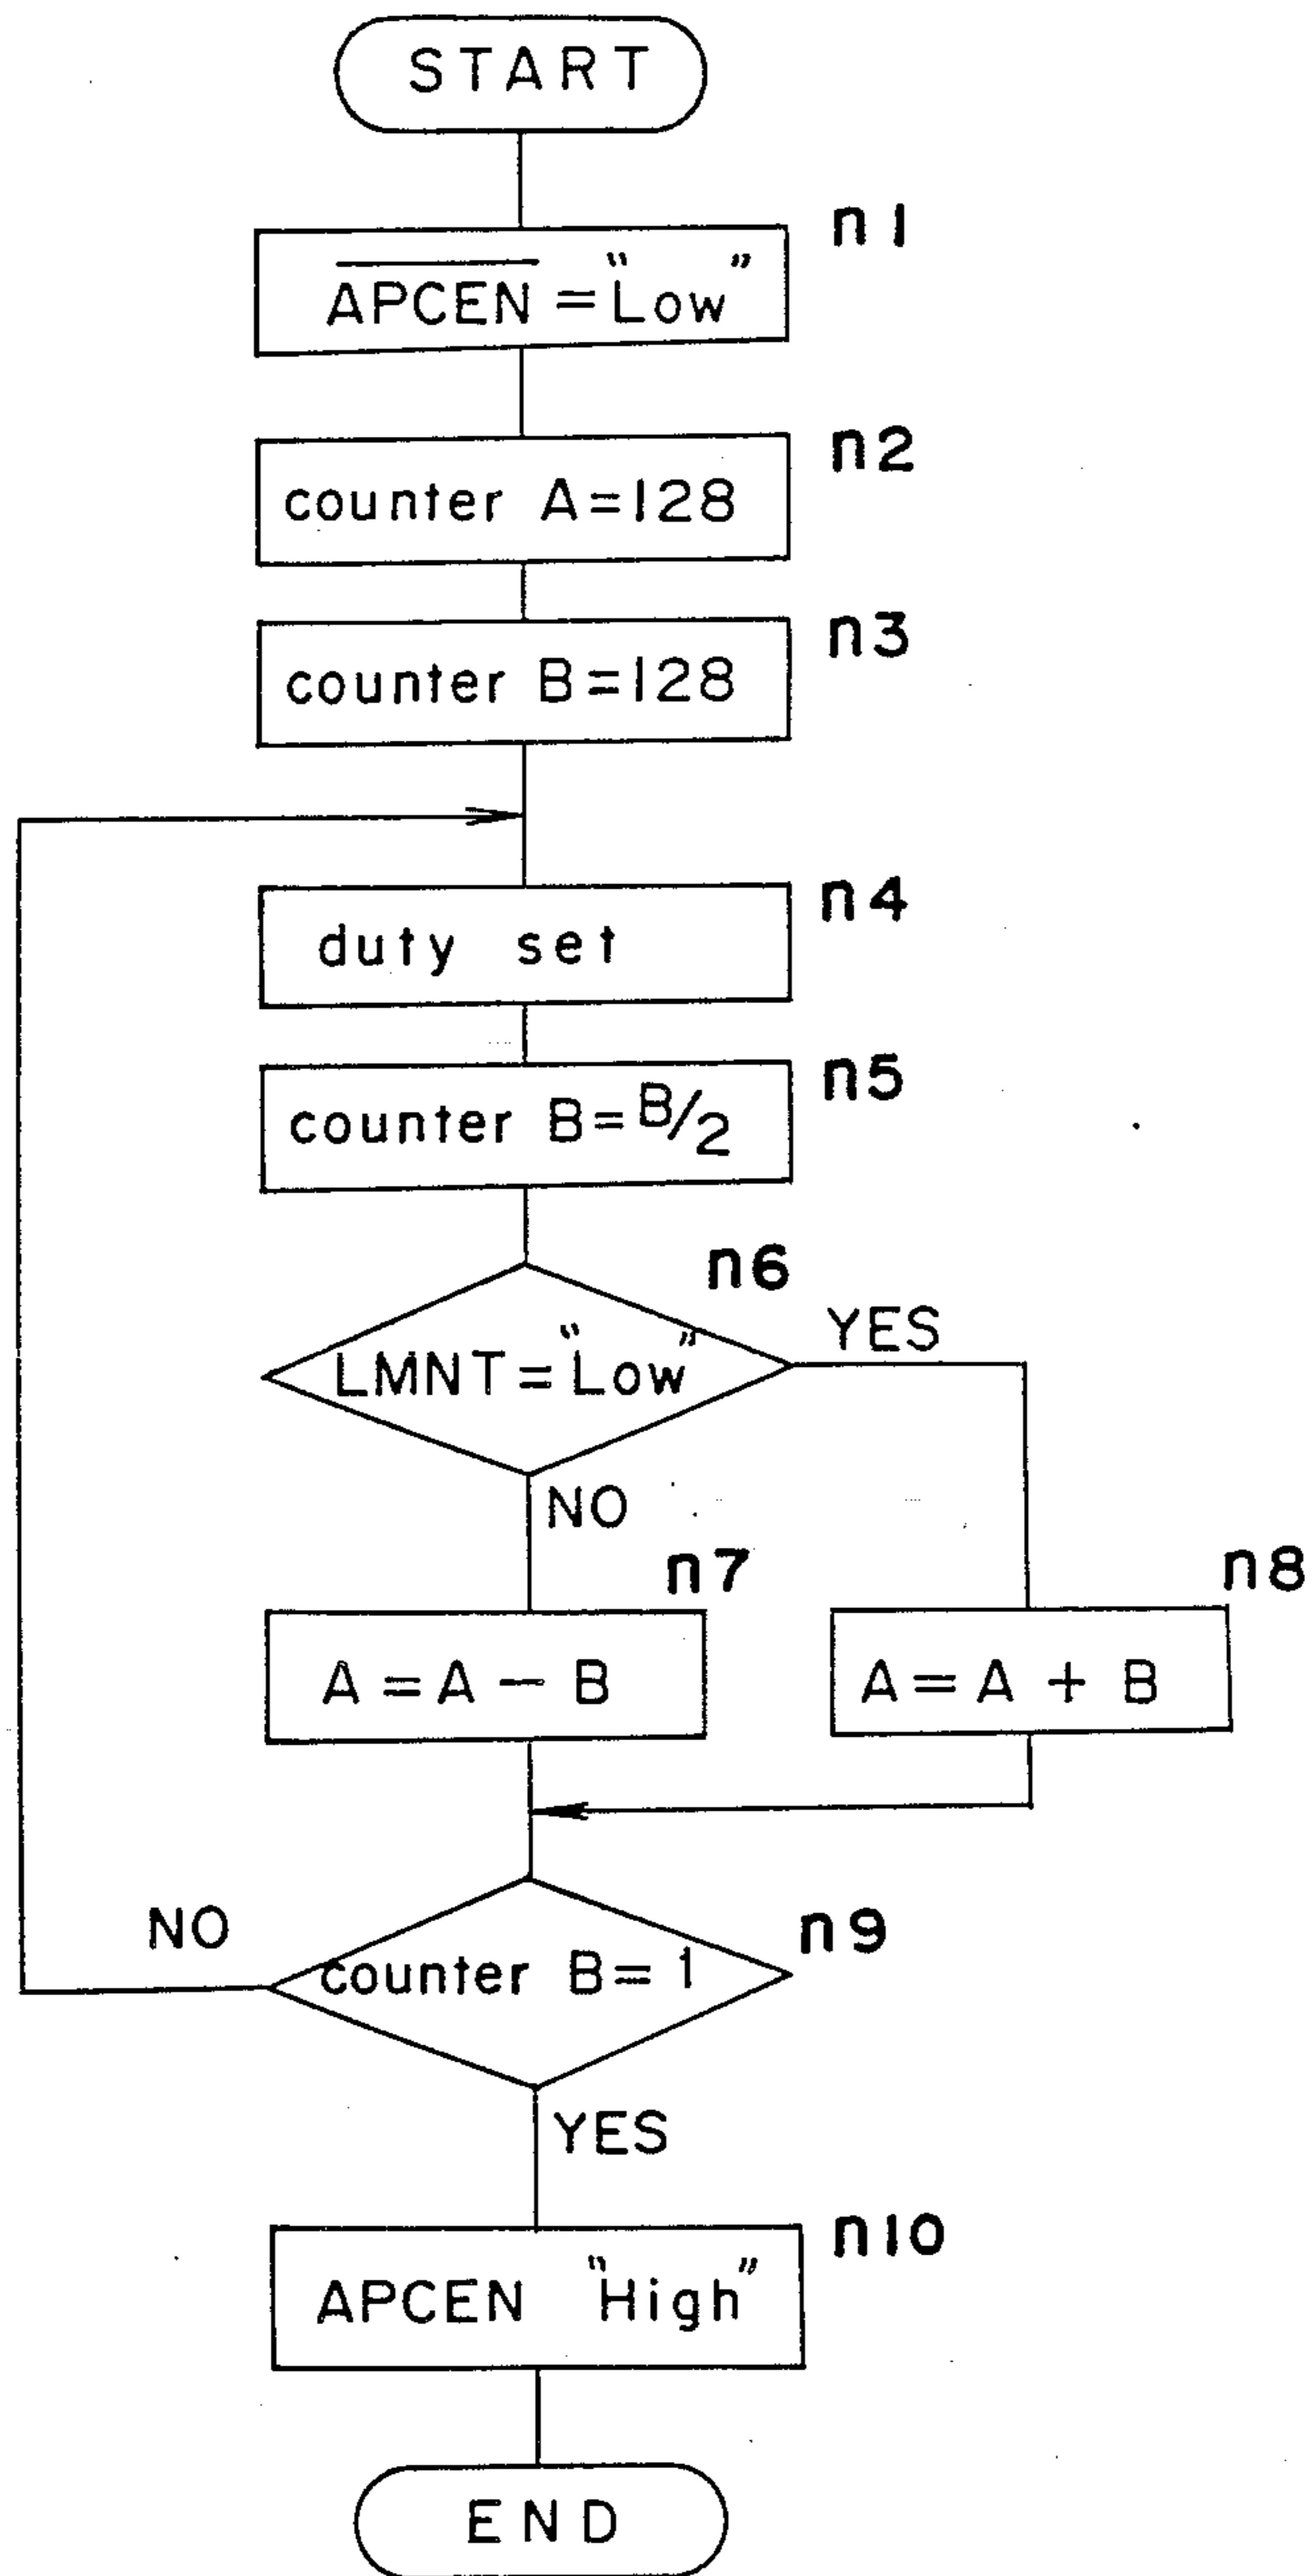 START
n1
A̅P̅C̅E̅N̅ = "Low"
n2
counter A=128
n3
counter B=128
n4
duty set
n5
counter B=B/2
n6
LMNT="Low"
YES
NO
n7
n8
A=A-B
A=A+B
NO
n9
counter B=1
YES
n10
APCEN "High"
END